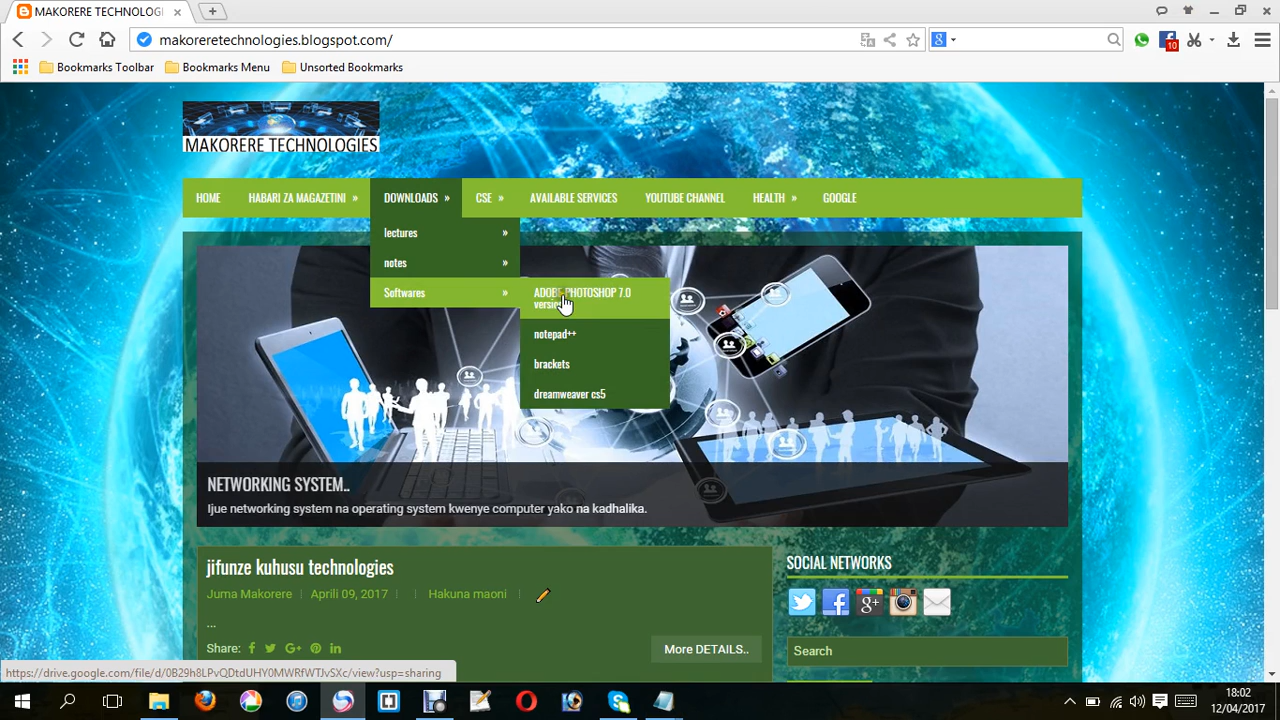 MAKORERE TECHNOLOGI
makoreretechnologies.blogspot.com/
10
Bookmarks Toolbar
Bookmarks Menu
Unsorted Bookmarks
MAKORERE TECHNOLOGIES
HOME
HABARI ZA MAGAZETINI »
DOWNLOADS »
CSE »
AVAILABLE SERVICES
YOUTUBE CHANNEL
HEALTH »
GOOGLE
lectures »
notes »
Softwares »
ADOBE PHOTOSHOP 7.0
version
notepad++
brackets
dreamweaver cs5
NETWORKING SYSTEM..
Ijue networking system na operating system kwenye computer yako na kadhalika.
jifunze kuhusu technologies
Juma Makorere | Aprili 09, 2017 | | Hakuna maoni |
...
Share:
More DETAILS..
SOCIAL NETWORKS
Search
https://drive.google.com/file/d/0B29h8LPvQDtdUHY0MWRfWTJvSXc/view?usp=sharing
18:02
12/04/2017